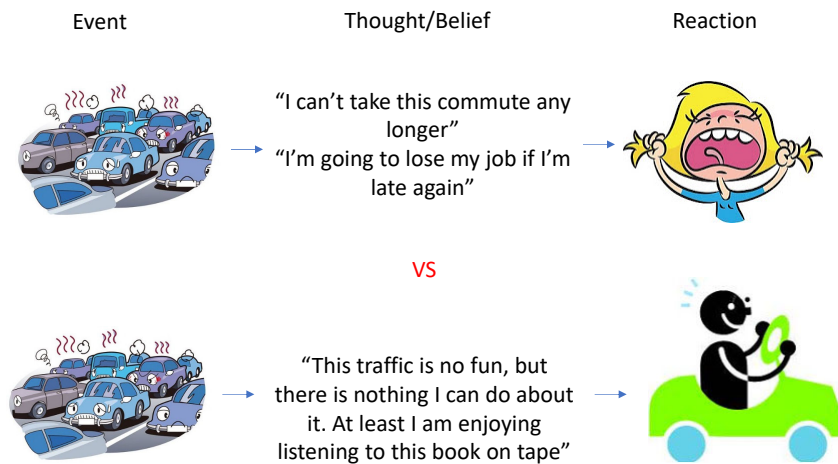 Event
Thought/Belief
Reaction
“I can’t take this commute any
longer”
“I’m going to lose my job if I’m
late again”
VS
“This traffic is no fun, but
there is nothing I can do about
it. At least I am enjoying
listening to this book on tape”